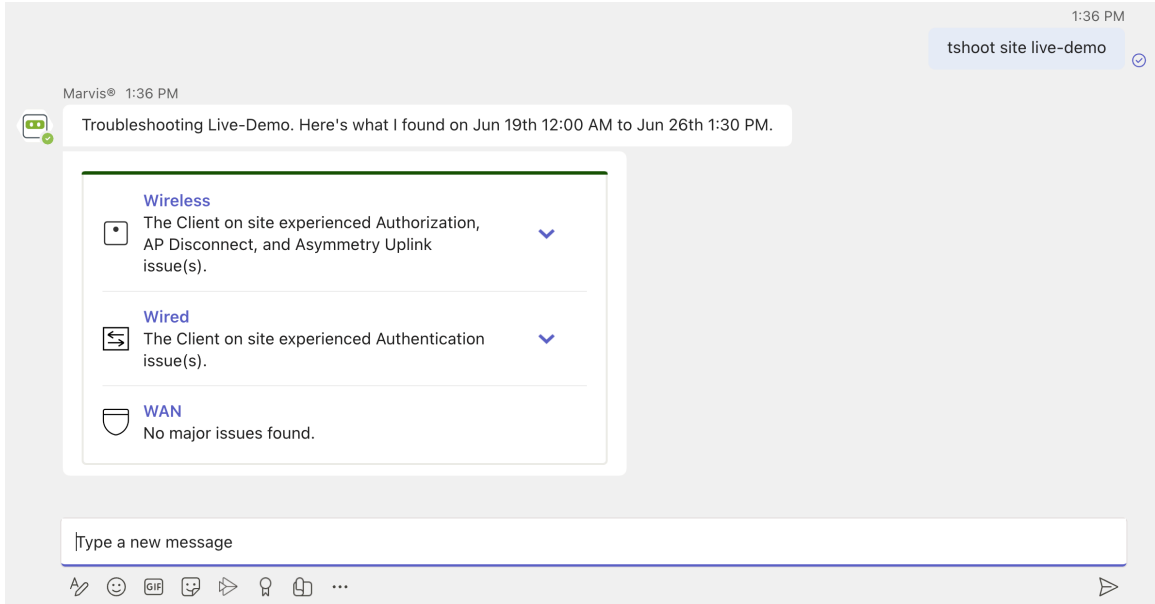 1:36 PM
tshoot site live-demo
Marvis® 1:36 PM
Troubleshooting Live-Demo. Here's what I found on Jun 19th 12:00 AM to Jun 26th 1:30 PM.
Wireless
The Client on site experienced Authorization,
AP Disconnect, and Asymmetry Uplink
issue(s).
Wired
The Client on site experienced Authentication
issue(s).
WAN
No major issues found.
Type a new message
GIF